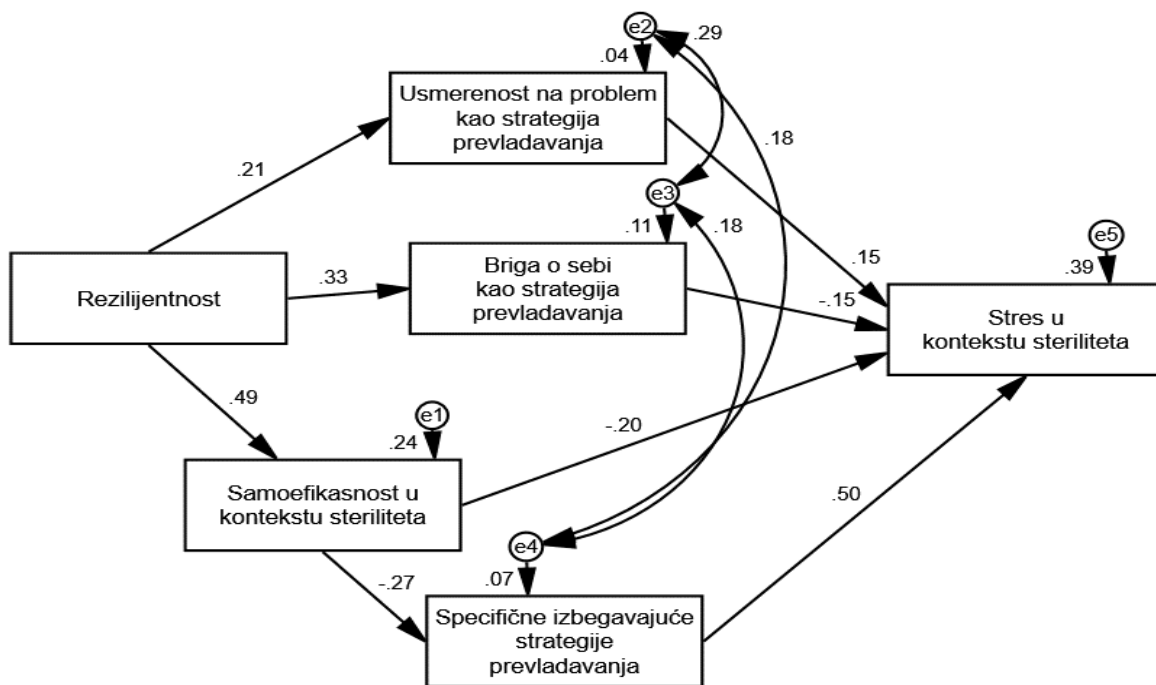 e2
.29
.04
Usmerenost na problem
kao strategija
prevladavanja
.18
.21
e3
.11
.18
Briga o sebi
kao strategija
prevladavanja
.15
e5
.39
Rezilijentnost
.33
-.15
Stres u
kontekstu steriliteta
.49
e1
.24
-.20
Samoefikasnost u
kontekstu steriliteta
.50
e4
-.27
.07
Specifične izbegavajuće
strategije
prevladavanja